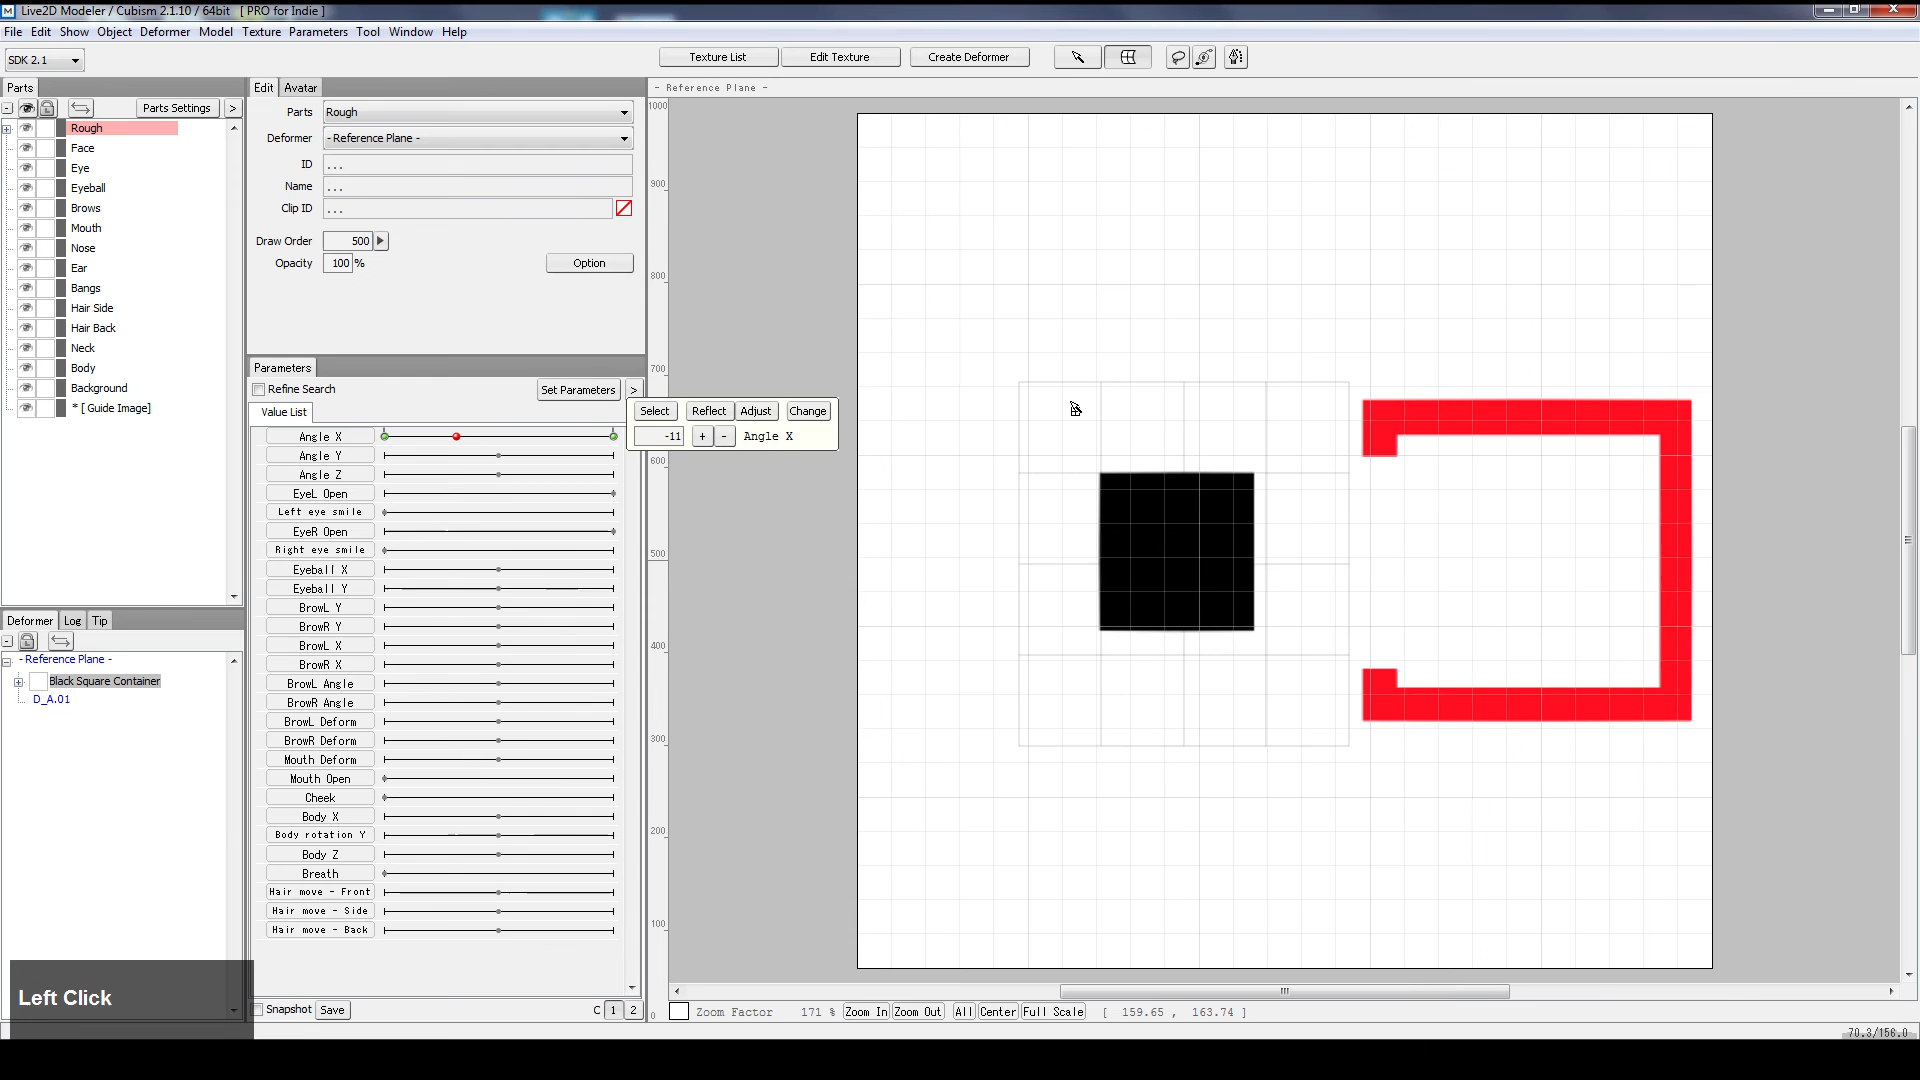 Live2D Modeler / Cubism 2.1.10 / 64bit [ PRO for Indie ]
File Edit Show Object Deformer Model Texture Parameters Tool Window Help
SDK 2.1
Texture List Edit Texture Create Deformer
Parts
Parts Settings >
Rough
Face
Eye
Eyeball
Brows
Mouth
Nose
Ear
Bangs
Hair Side
Hair Back
Neck
Body
Background
* [ Guide Image]
Deformer Log Tip
- Reference Plane -
Black Square Container
D_A.01
Left Click
Edit Avatar
Parts Rough
Deformer - Reference Plane -
ID ...
Name ...
Clip ID ...
Draw Order 500
Opacity 100 %
Option
Parameters
Refine Search Set Parameters >
Value List
Angle X
Angle Y
Angle Z
EyeL Open
Left eye smile
EyeR Open
Right eye smile
Eyeball X
Eyeball Y
BrowL Y
BrowR Y
BrowL X
BrowR X
BrowL Angle
BrowR Angle
BrowL Deform
BrowR Deform
Mouth Deform
Mouth Open
Cheek
Body X
Body rotation Y
Body Z
Breath
Hair move - Front
Hair move - Side
Hair move - Back
Snapshot Save C 1 2
Select Reflect Adjust Change
-11 + - Angle X
- Reference Plane -
1000
900
800
700
600
500
400
300
200
100
0
Zoom Factor 171 % Zoom In Zoom Out All Center Full Scale [ 159.65 , 163.74 ]
70.3/156.0